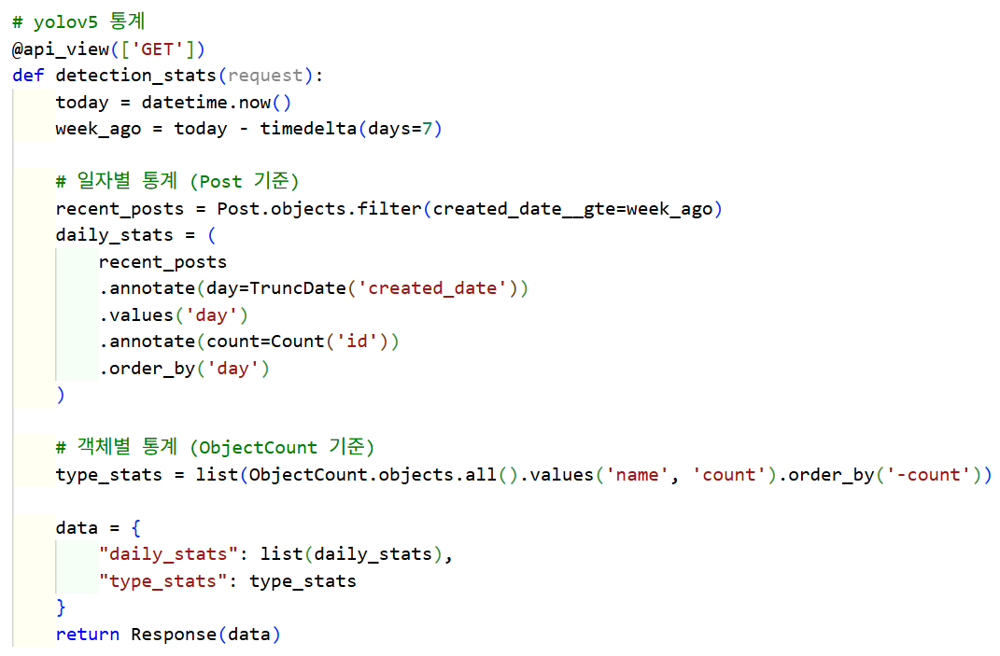 # yolov5 통계
@api_view(['GET'])
def detection_stats(request):
    today = datetime.now()
    week_ago = today - timedelta(days=7)

    # 일자별 통계 (Post 기준)
    recent_posts = Post.objects.filter(created_date__gte=week_ago)
    daily_stats = (
        recent_posts
        .annotate(day=TruncDate('created_date'))
        .values('day')
        .annotate(count=Count('id'))
        .order_by('day')
    )

    # 객체별 통계 (ObjectCount 기준)
    type_stats = list(ObjectCount.objects.all().values('name', 'count').order_by('-count'))

    data = {
        "daily_stats": list(daily_stats),
        "type_stats": type_stats
    }
    return Response(data)